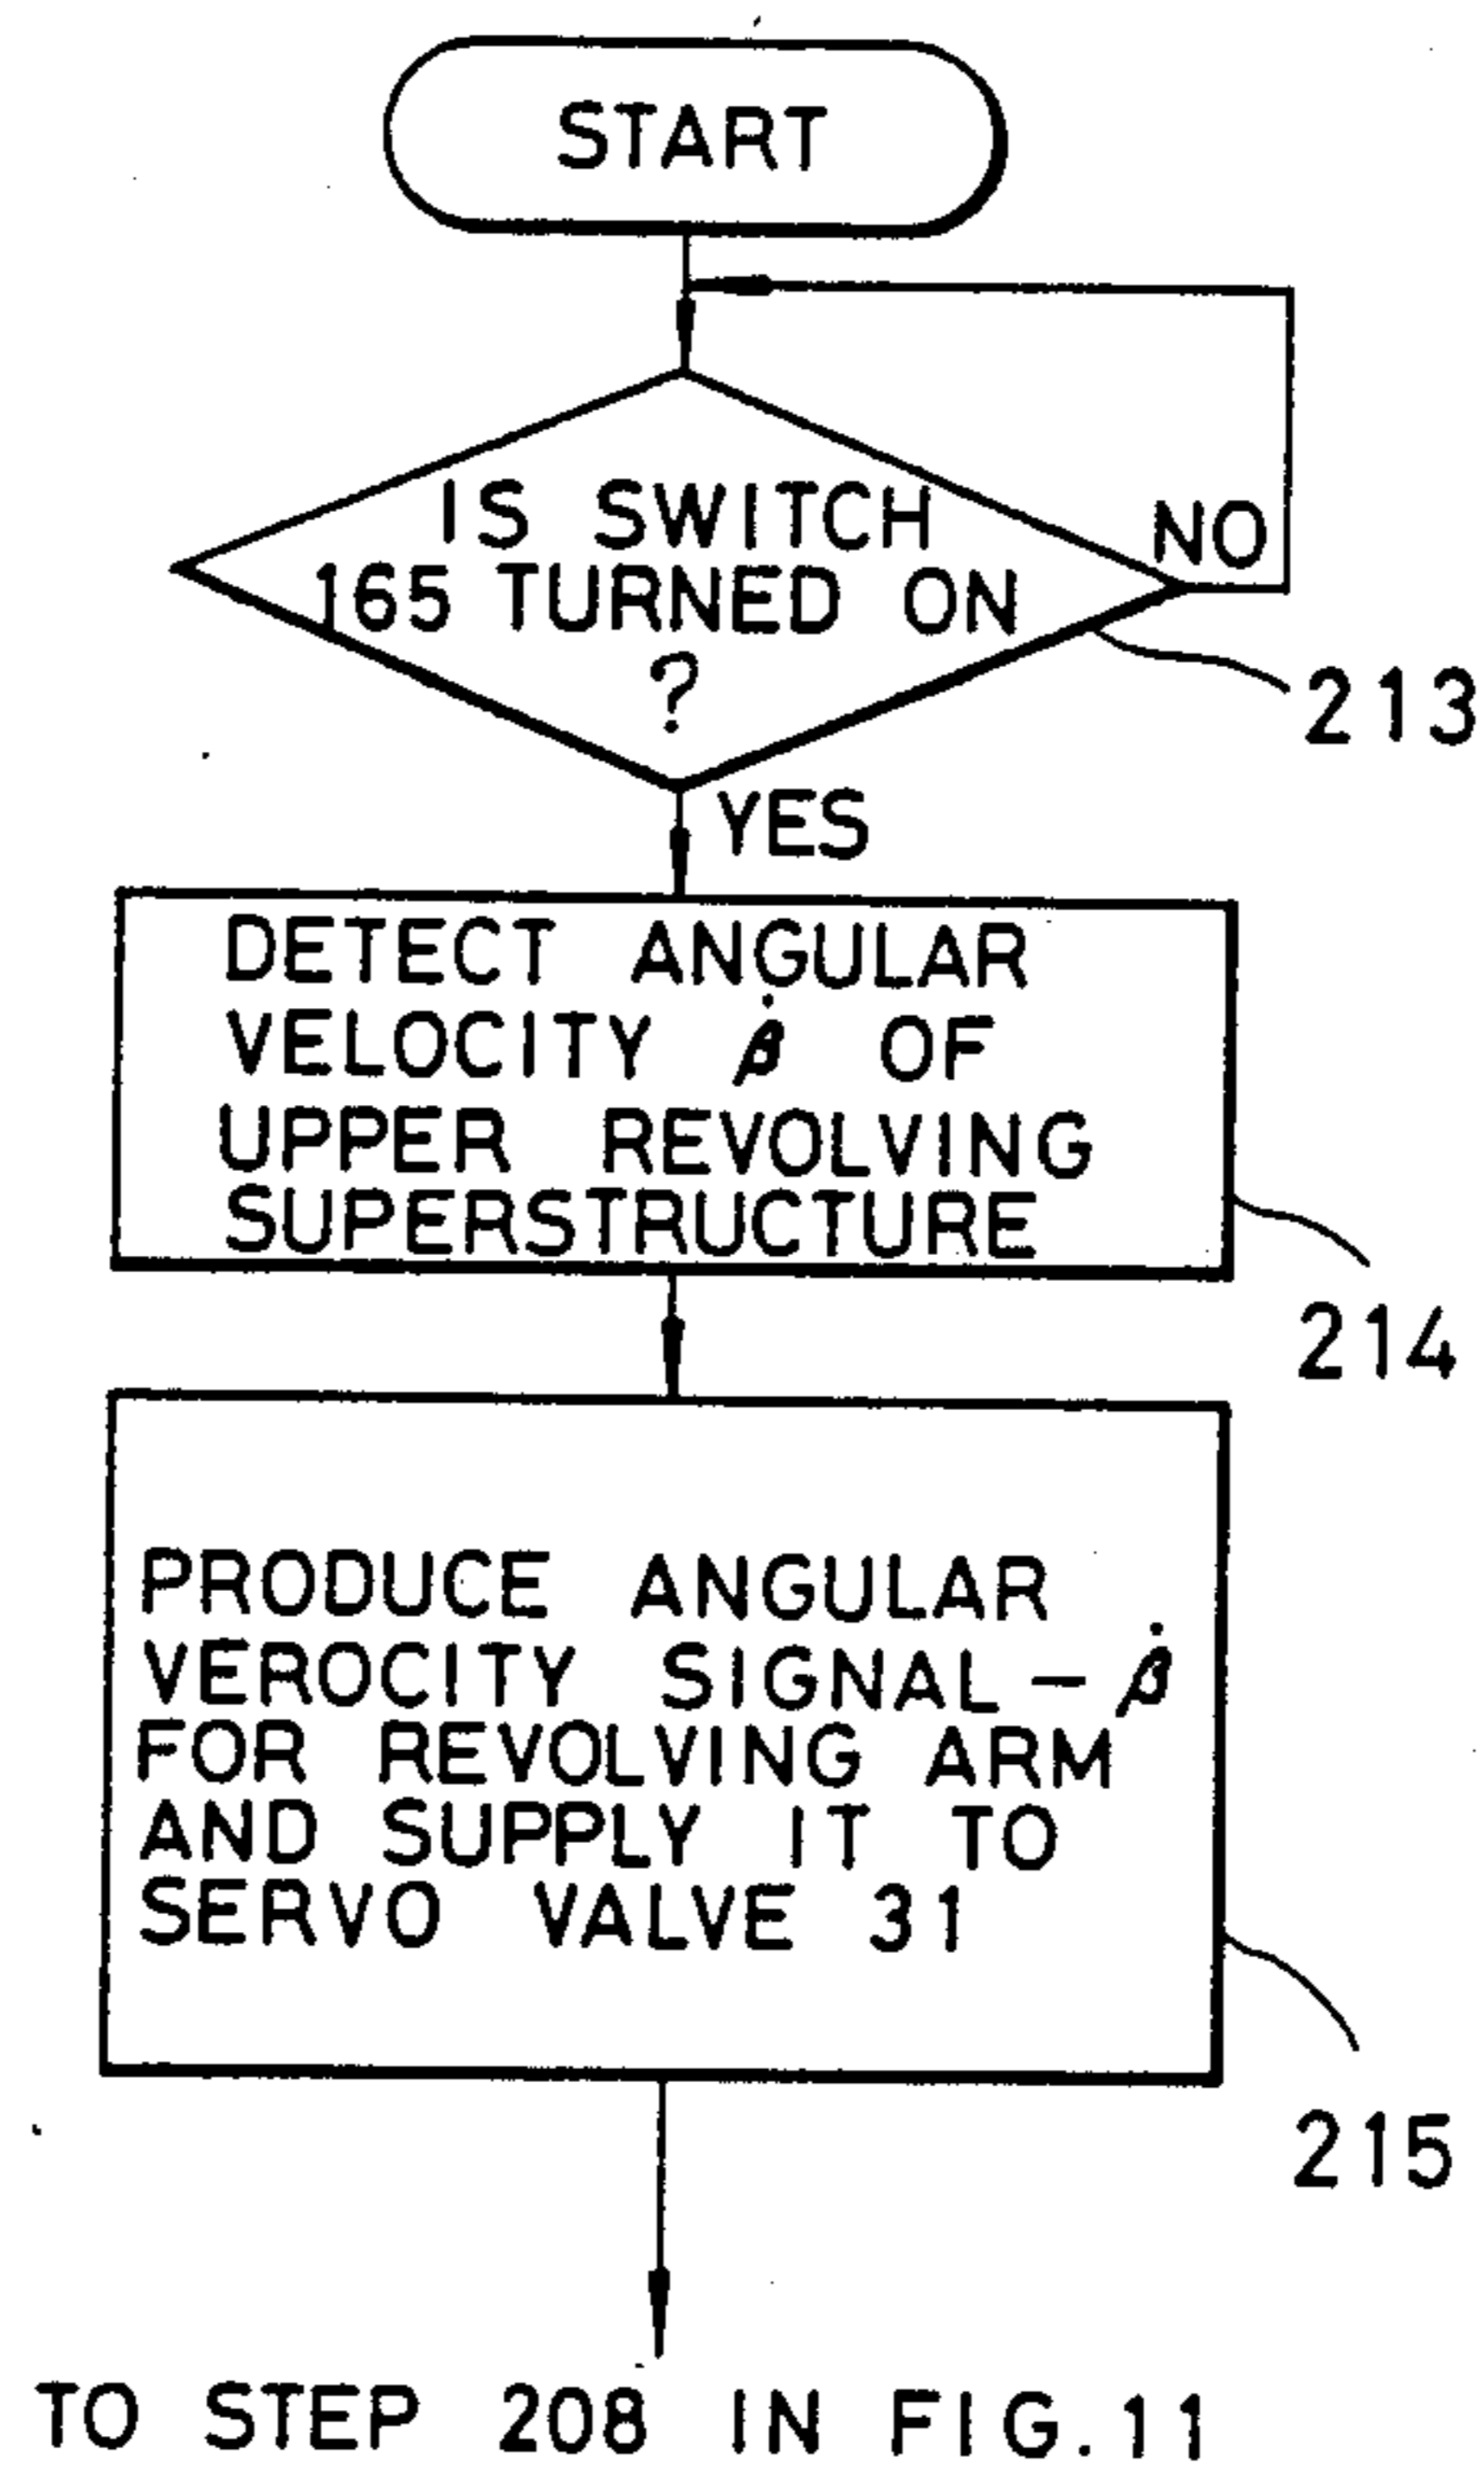 START
IS SWITCH
165 TURNED ON
?
NO
213
YES
DETECT ANGULAR
VELOCITY β̇ OF
UPPER REVOLVING
SUPERSTRUCTURE
214
PRODUCE ANGULAR
VEROCITY SIGNAL -β̇
FOR REVOLVING ARM
AND SUPPLY IT TO
SERVO VALVE 31
215
TO STEP 208 IN FIG.11